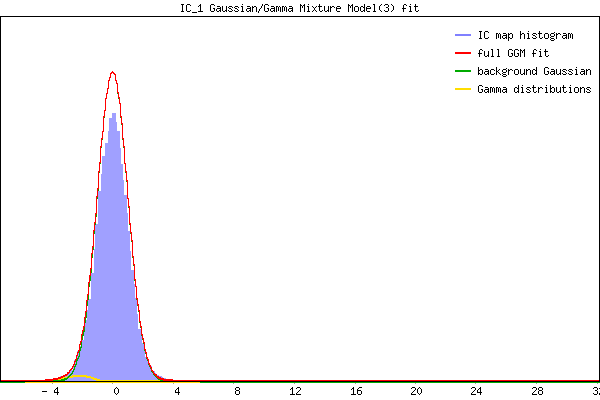 IC_1 Gaussian/Gamma Mixture Model(3) fit
IC map histogram
full GGM fit
background Gaussian
Gamma distributions
-4 0 4 8 12 16 20 24 28 32